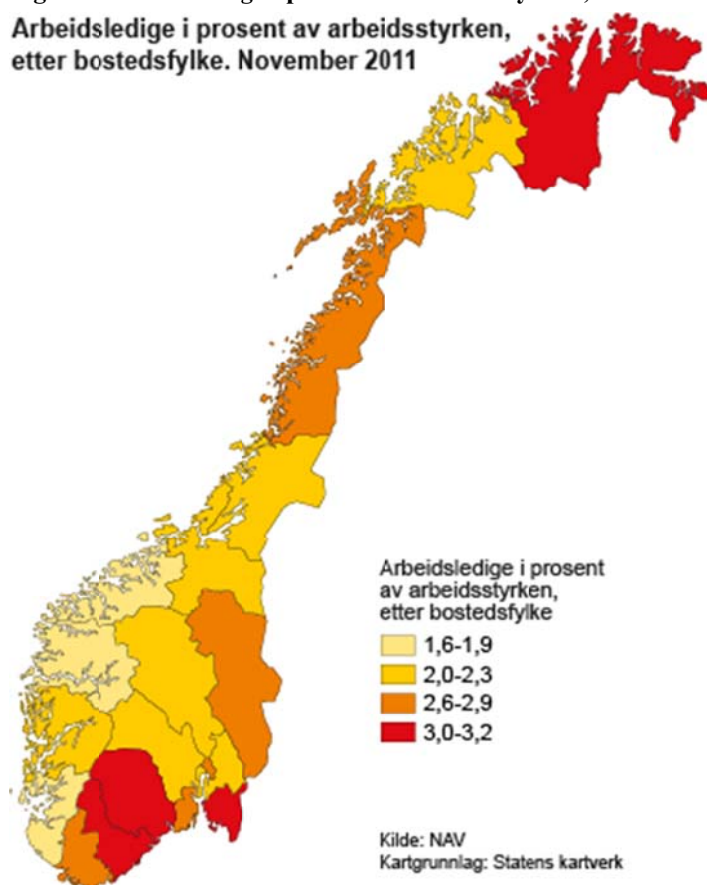 Arbeidsledige i prosent av arbeidsstyrken,
etter bostedsfylke. November 2011
Arbeidsledige i prosent
av arbeidsstyrken,
etter bostedsfylke
1,6-1,9
2,0-2,3
2,6-2,9
3,0-3,2
Kilde: NAV
Kartgrunnlag: Statens kartverk